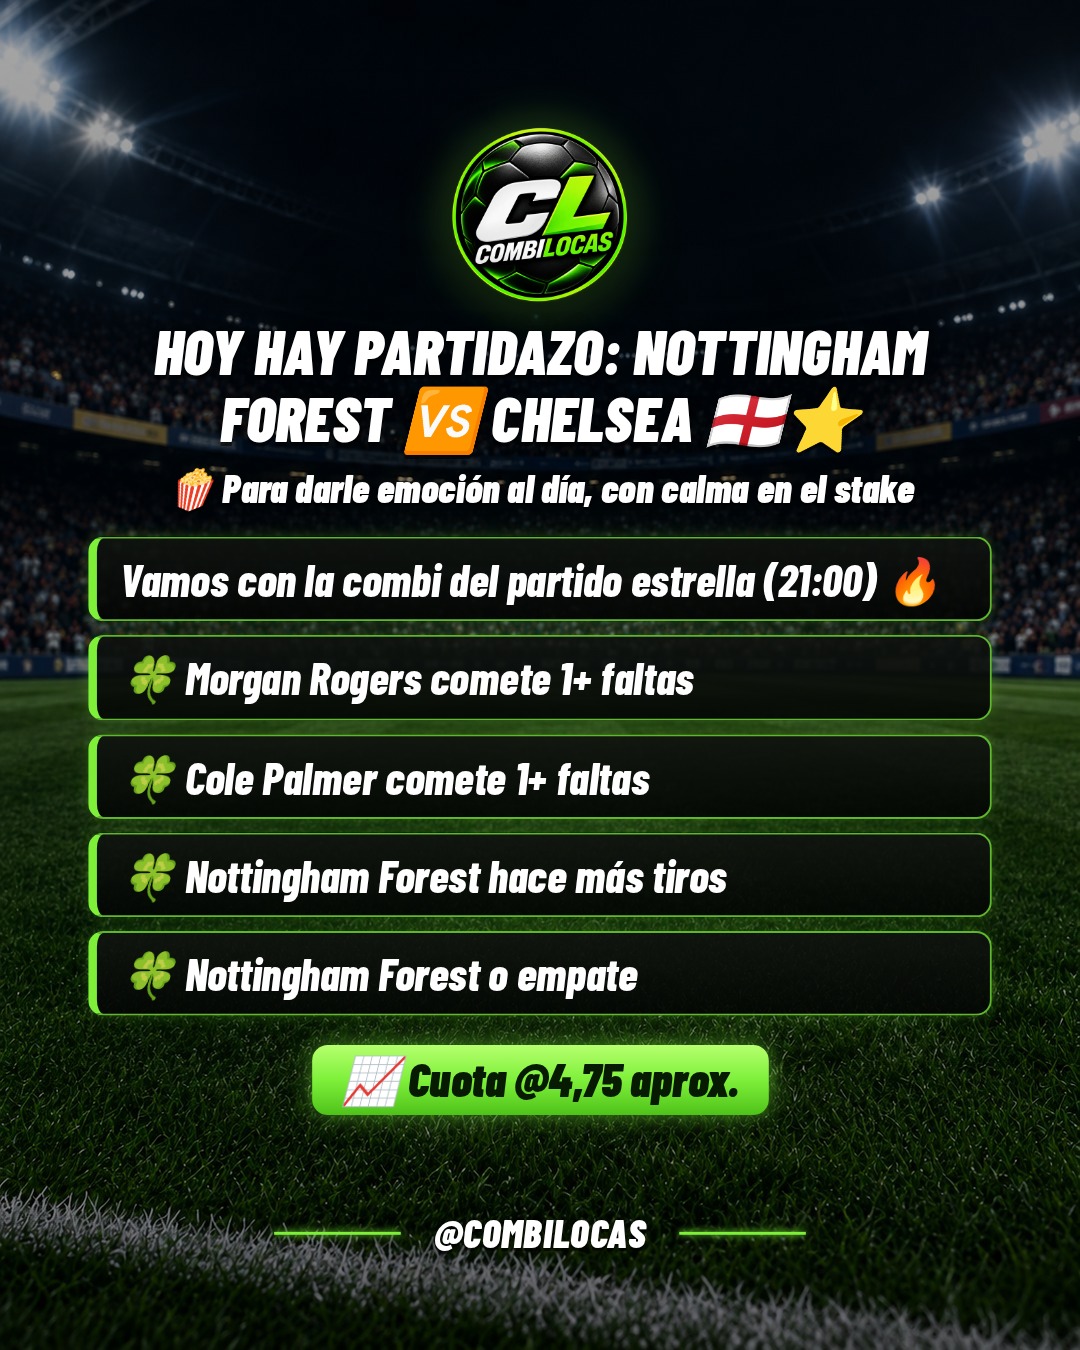 CL
COMBILOCAS
HOY HAY PARTIDAZO: NOTTINGHAM
FOREST 🆚 CHELSEA 🏴󠁧󠁢󠁥󠁮󠁧󠁿⭐
🍿 Para darle emoción al día, con calma en el stake
Vamos con la combi del partido estrella (21:00) 🔥
🍀 Morgan Rogers comete 1+ faltas
🍀 Cole Palmer comete 1+ faltas
🍀 Nottingham Forest hace más tiros
🍀 Nottingham Forest o empate
📈 Cuota @4,75 aprox.
@COMBILOCAS